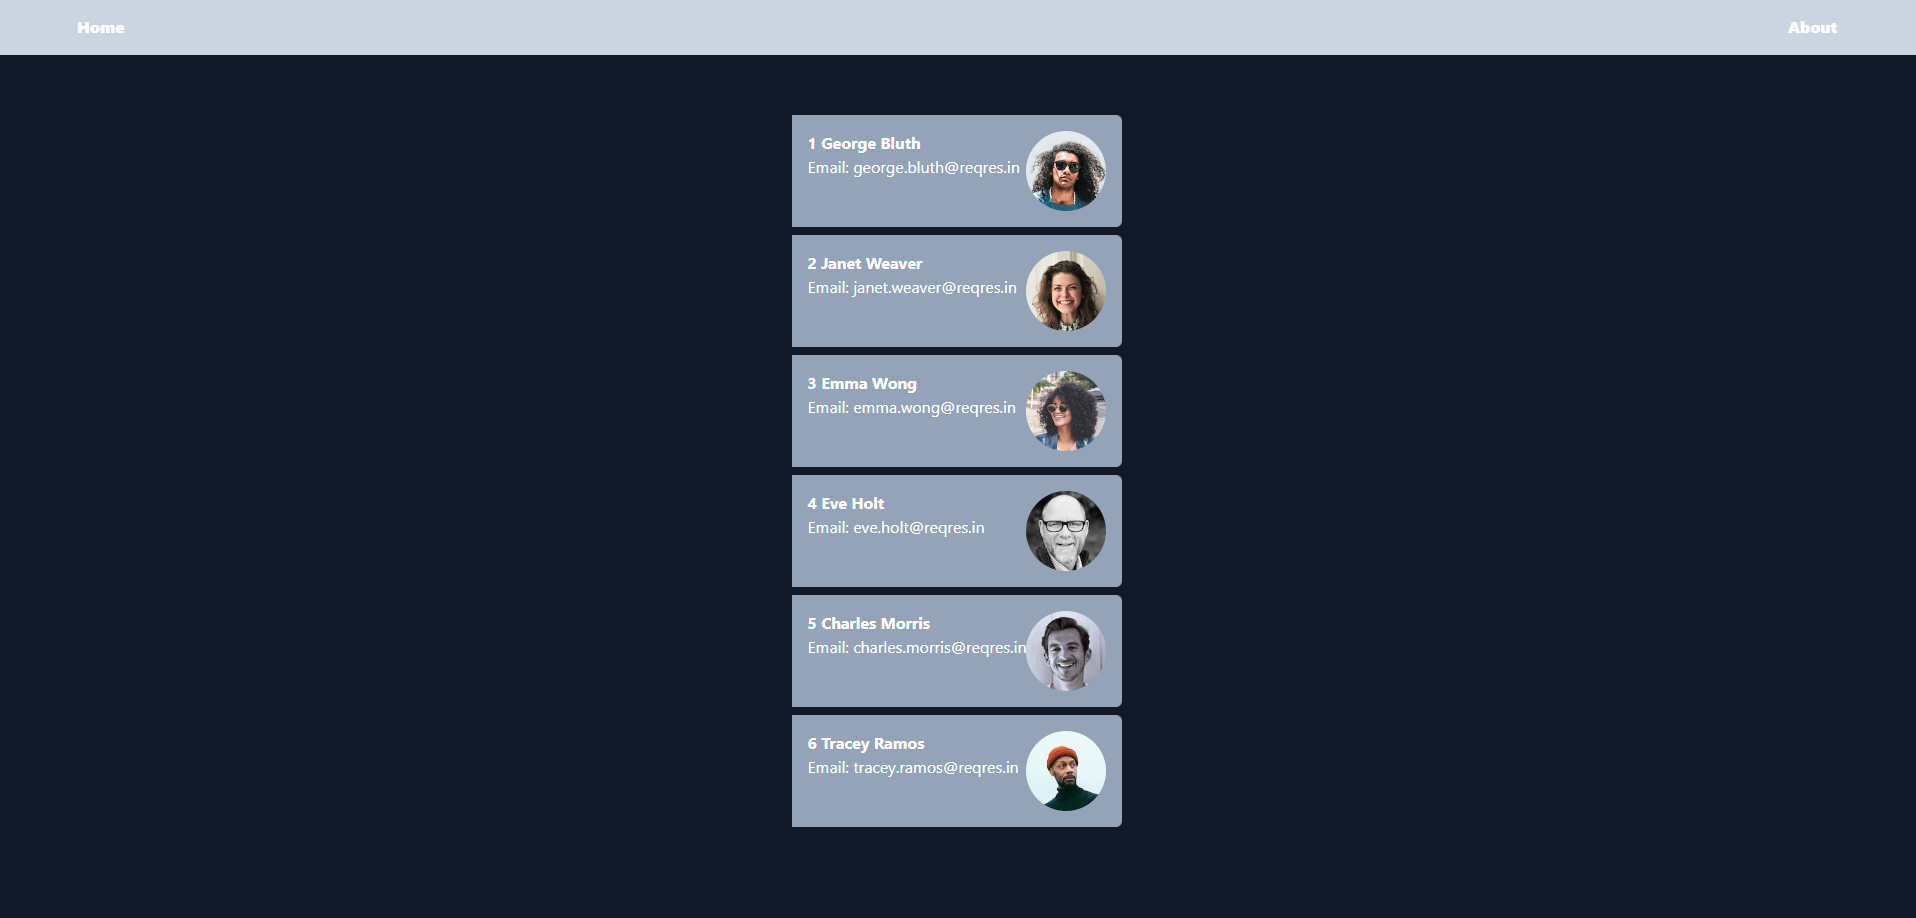 Home About
1 George Bluth
Email: george.bluth@reqres.in
2 Janet Weaver
Email: janet.weaver@reqres.in
3 Emma Wong
Email: emma.wong@reqres.in
4 Eve Holt
Email: eve.holt@reqres.in
5 Charles Morris
Email: charles.morris@reqres.in
6 Tracey Ramos
Email: tracey.ramos@reqres.in